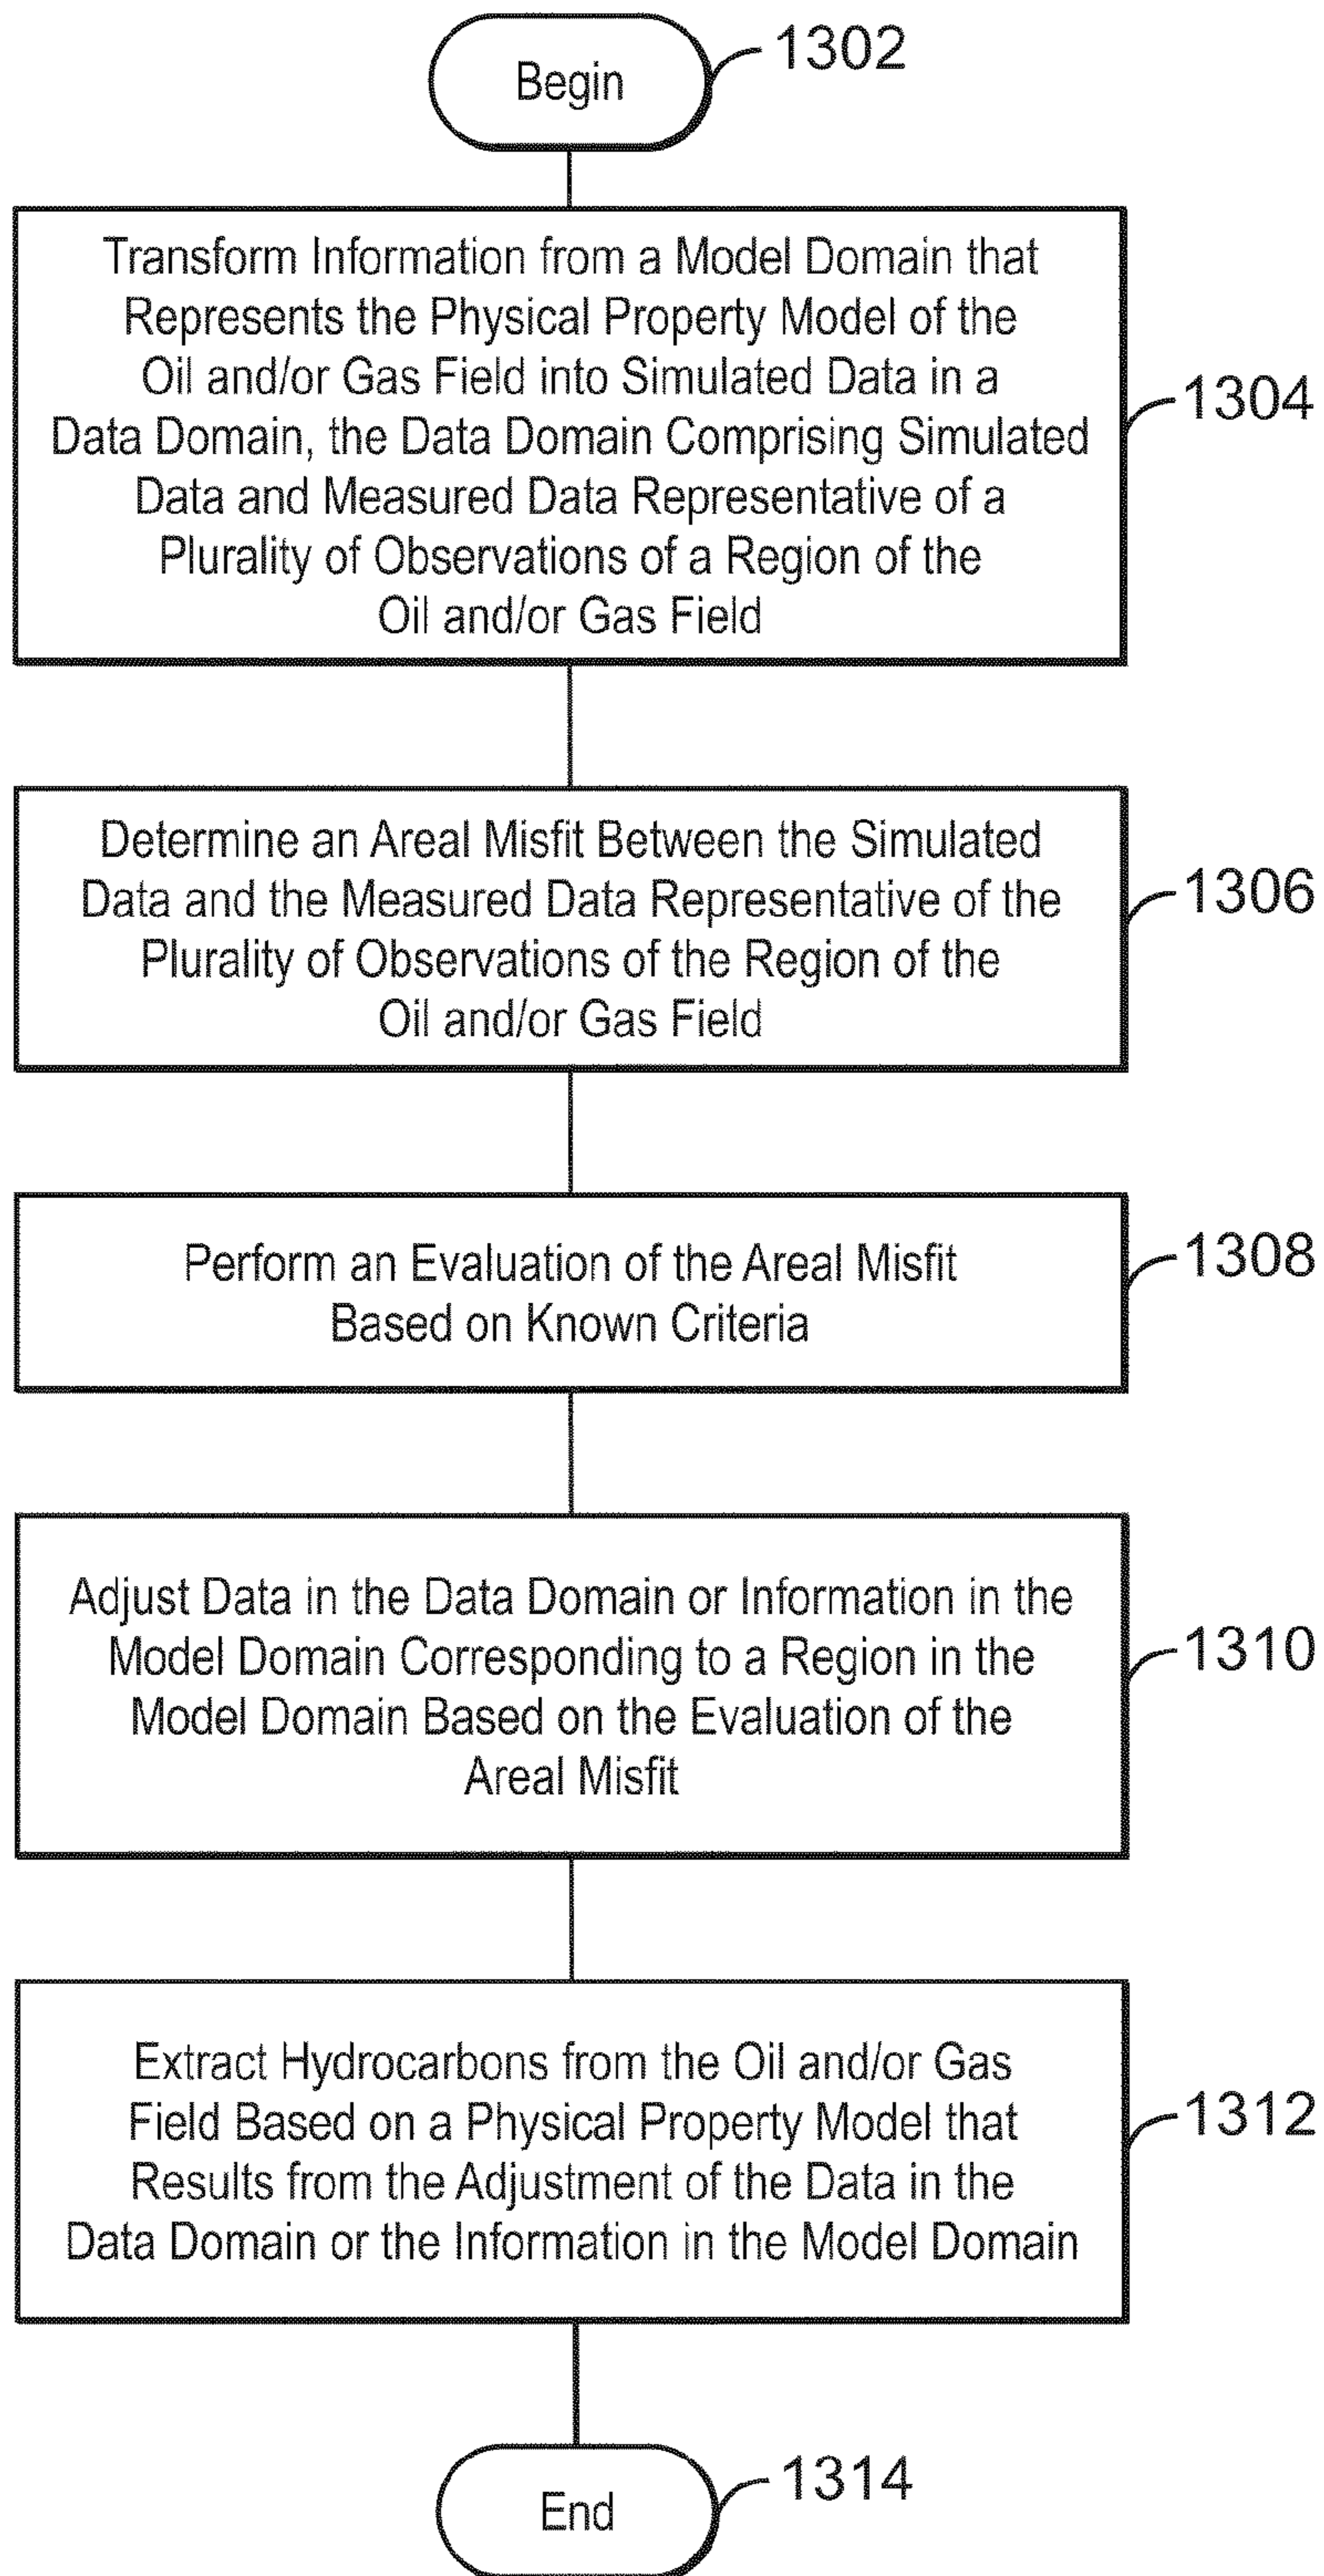 Begin
1302
Transform Information from a Model Domain that
Represents the Physical Property Model of the
Oil and/or Gas Field into Simulated Data in a
Data Domain, the Data Domain Comprising Simulated
Data and Measured Data Representative of a
Plurality of Observations of a Region of the
Oil and/or Gas Field
1304
Determine an Areal Misfit Between the Simulated
Data and the Measured Data Representative of the
Plurality of Observations of the Region of the
Oil and/or Gas Field
1306
Perform an Evaluation of the Areal Misfit
Based on Known Criteria
1308
Adjust Data in the Data Domain or Information in the
Model Domain Corresponding to a Region in the
Model Domain Based on the Evaluation of the
Areal Misfit
1310
Extract Hydrocarbons from the Oil and/or Gas
Field Based on a Physical Property Model that
Results from the Adjustment of the Data in the
Data Domain or the Information in the Model Domain
1312
End
1314